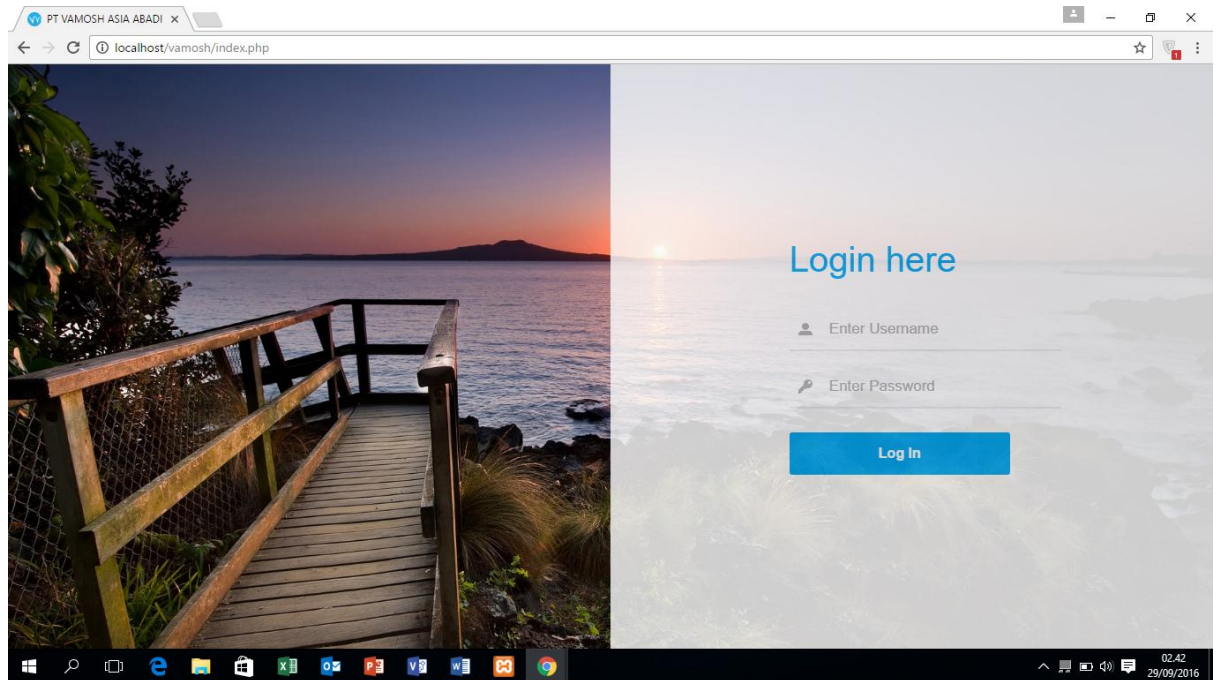 PT VAMOSH ASIA ABADI
localhost/vamosh/index.php
1
Login here
Enter Username
Enter Password
Log In
02.42
29/09/2016